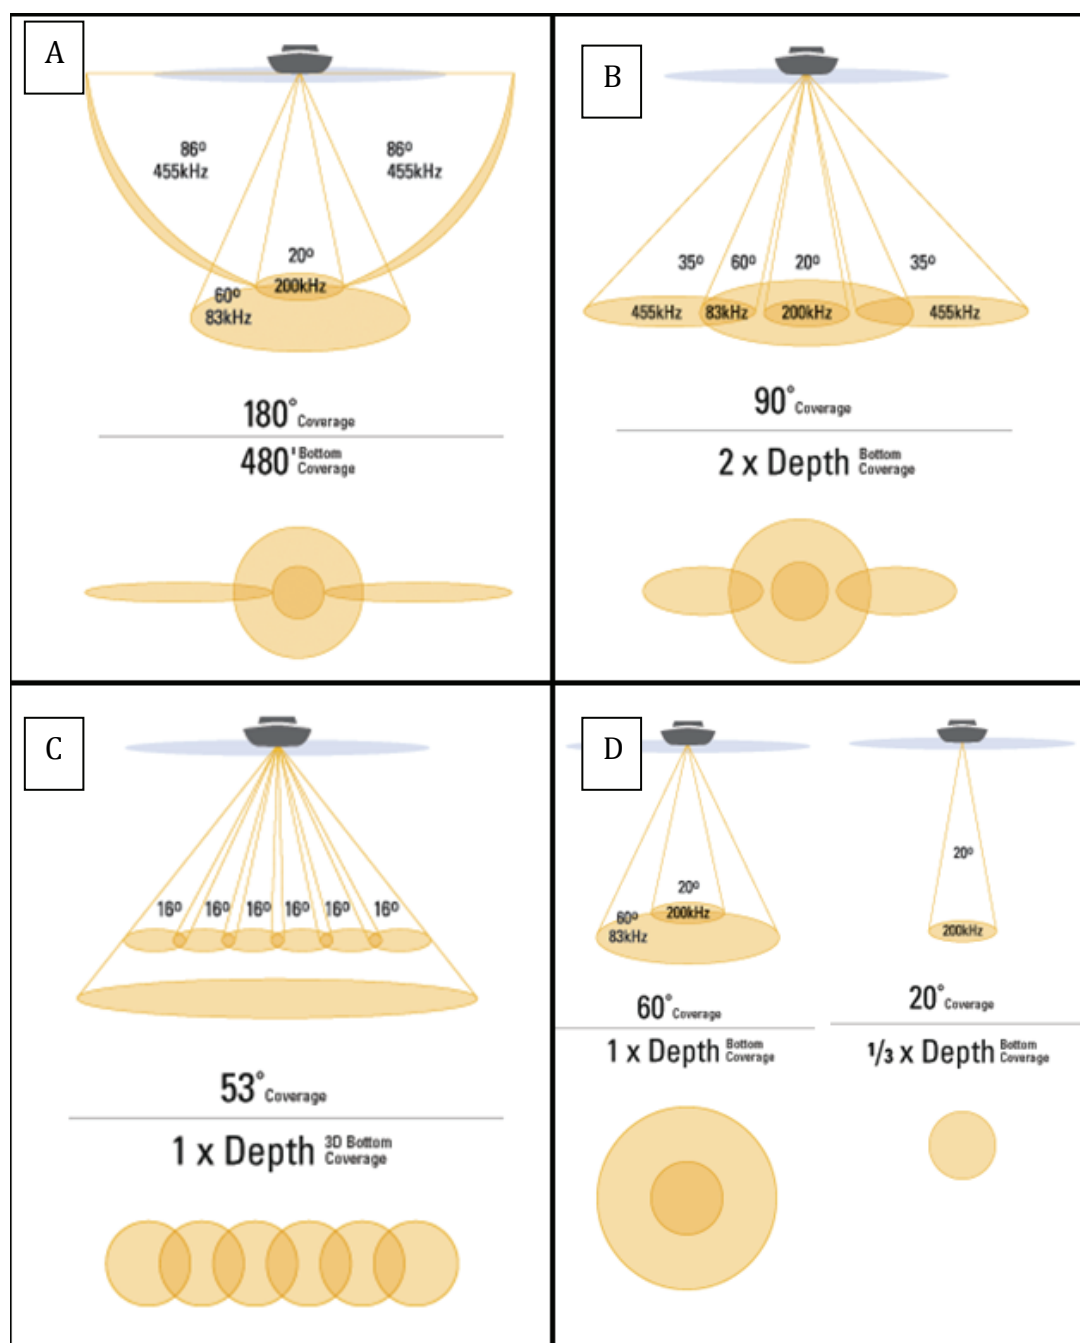 A
86º
455kHz
86º
455kHz
20º
200kHz
60º
83kHz
180° Coverage
480' Bottom Coverage
B
35º
60º
20º
35º
455kHz
83kHz
200kHz
455kHz
90° Coverage
2 x Depth Bottom Coverage
C
16º 16º 16º 16º 16º 16º
53° Coverage
1 x Depth 3D Bottom Coverage
D
20º
200kHz
60º
83kHz
60° Coverage
1 x Depth Bottom Coverage
20º
200kHz
20° Coverage
1/3 x Depth Bottom Coverage